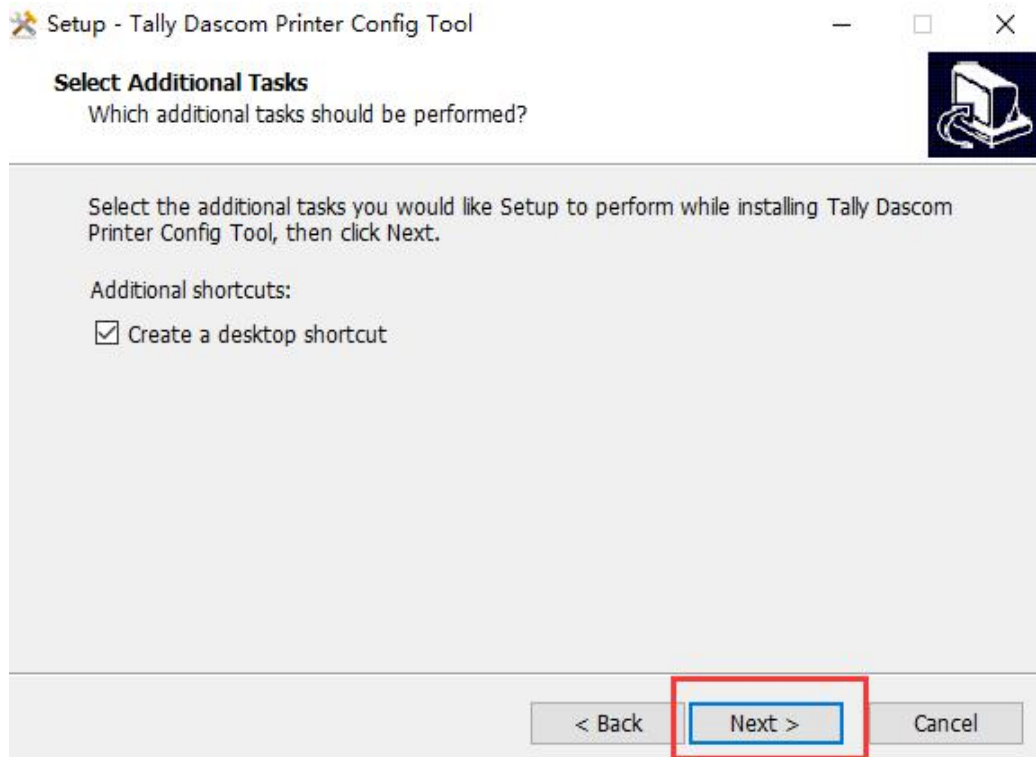 Setup - Tally Dascom Printer Config Tool
Select Additional Tasks
Which additional tasks should be performed?
Select the additional tasks you would like Setup to perform while installing Tally Dascom
Printer Config Tool, then click Next.
Additional shortcuts:
Create a desktop shortcut
< Back Next > Cancel